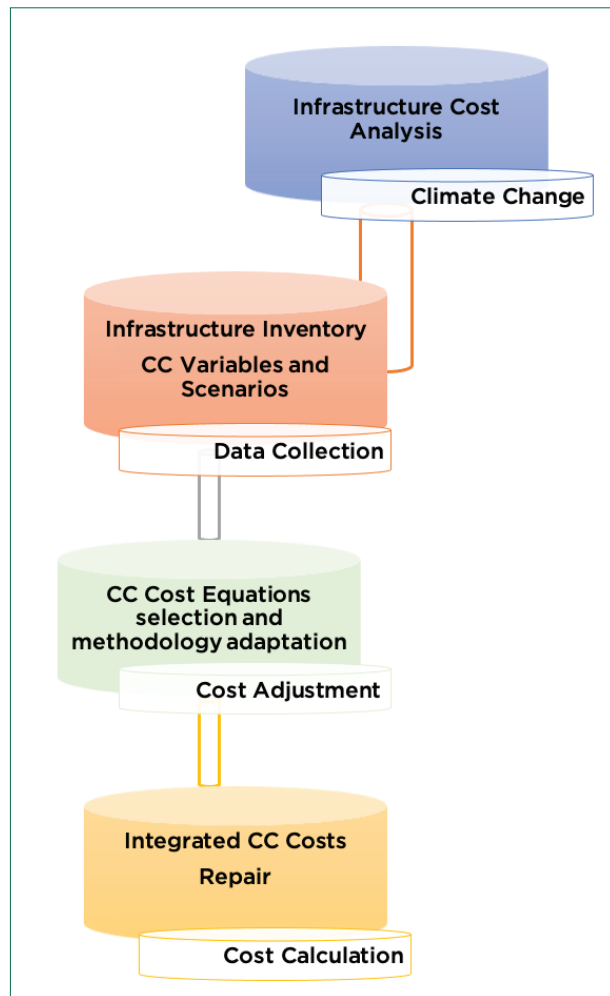 Infrastructure Cost
Analysis
Climate Change
Infrastructure Inventory
CC Variables and
Scenarios
Data Collection
CC Cost Equations
selection and
methodology adaptation
Cost Adjustment
Integrated CC Costs
Repair
Cost Calculation